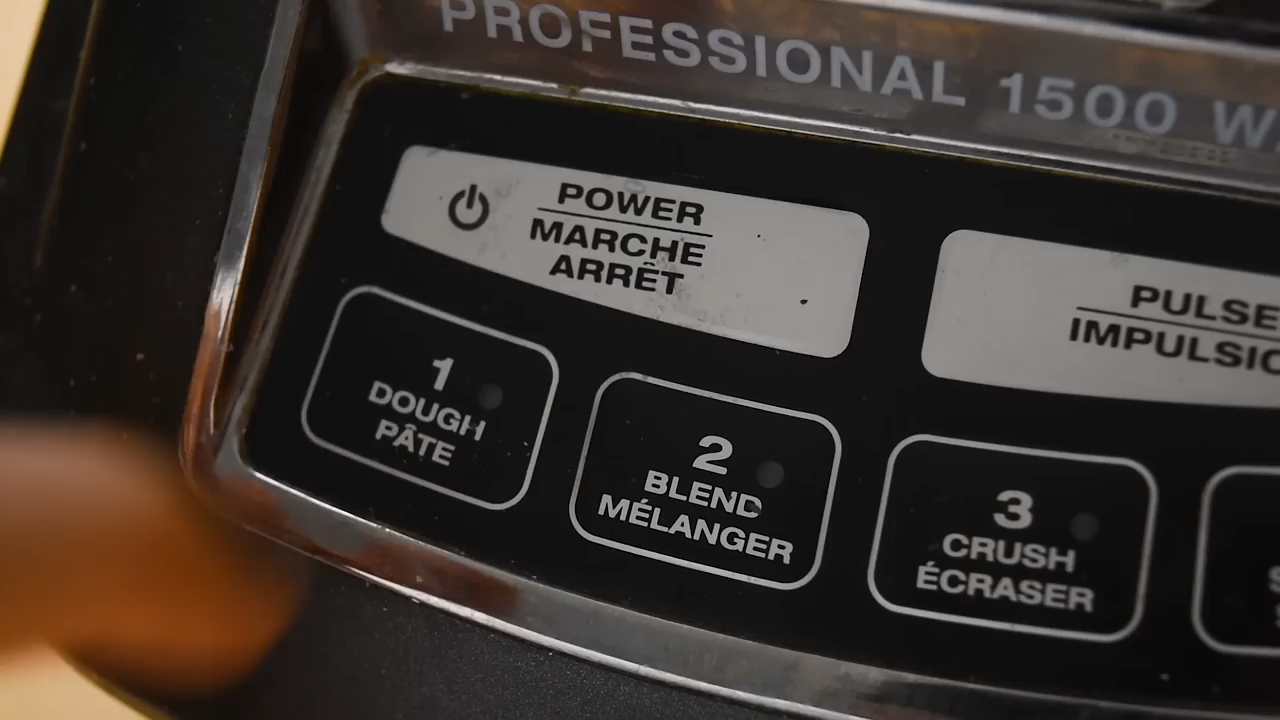 PROFESSIONAL 1500 W
POWER
MARCHE
ARRÊT
PULSE
1
DOUGH
PÂTE
2
BLEND
MÉLANGER
3
CRUSH
ÉCRASER